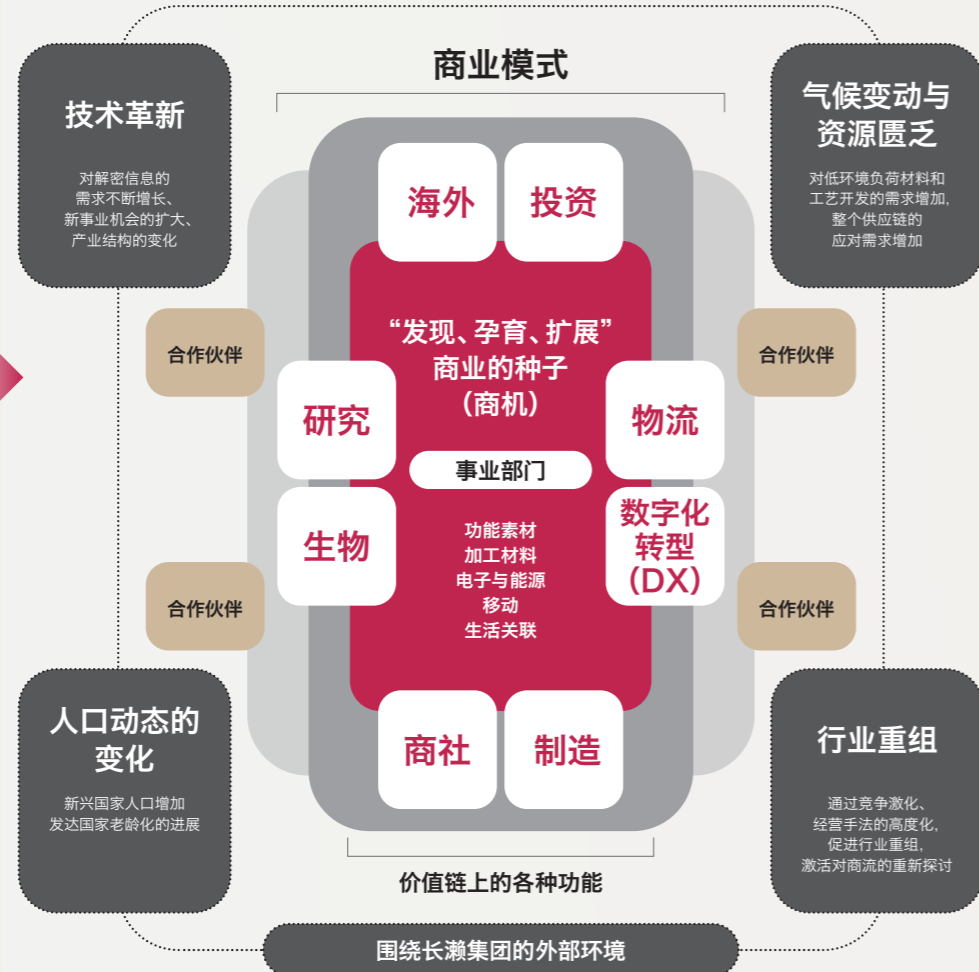 商业模式
技术革新
对解密信息的
需求不断增长、
新事业机会的扩大、
产业结构的变化
气候变动与
资源匮乏
对低环境负荷材料和
工艺开发的需求增加,
整个供应链的
应对需求增加
海外
投资
“发现、孕育、扩展”
商业的种子
（商机）
合作伙伴
合作伙伴
研究
物流
事业部门
生物
数字化
转型
（DX）
功能素材
加工材料
电子与能源
移动
生活关联
合作伙伴
合作伙伴
人口动态的
变化
新兴国家人口增加
发达国家老龄化的进展
商社
制造
行业重组
通过竞争激化、
经营手法的高度化,
促进行业重组,
激活对商流的重新探讨
价值链上的各种功能
围绕长濑集团的外部环境